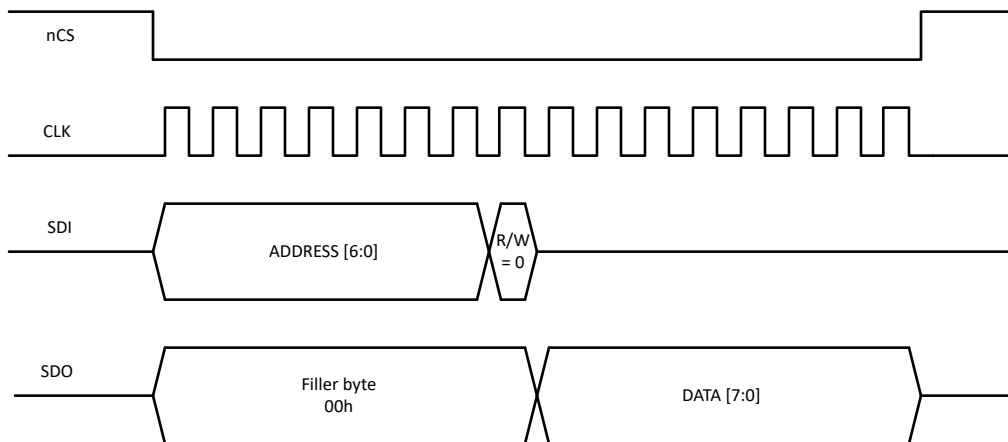 nCS
CLK
SDI
ADDRESS [6:0]
R/W
= 0
SDO
Filler byte
00h
DATA [7:0]